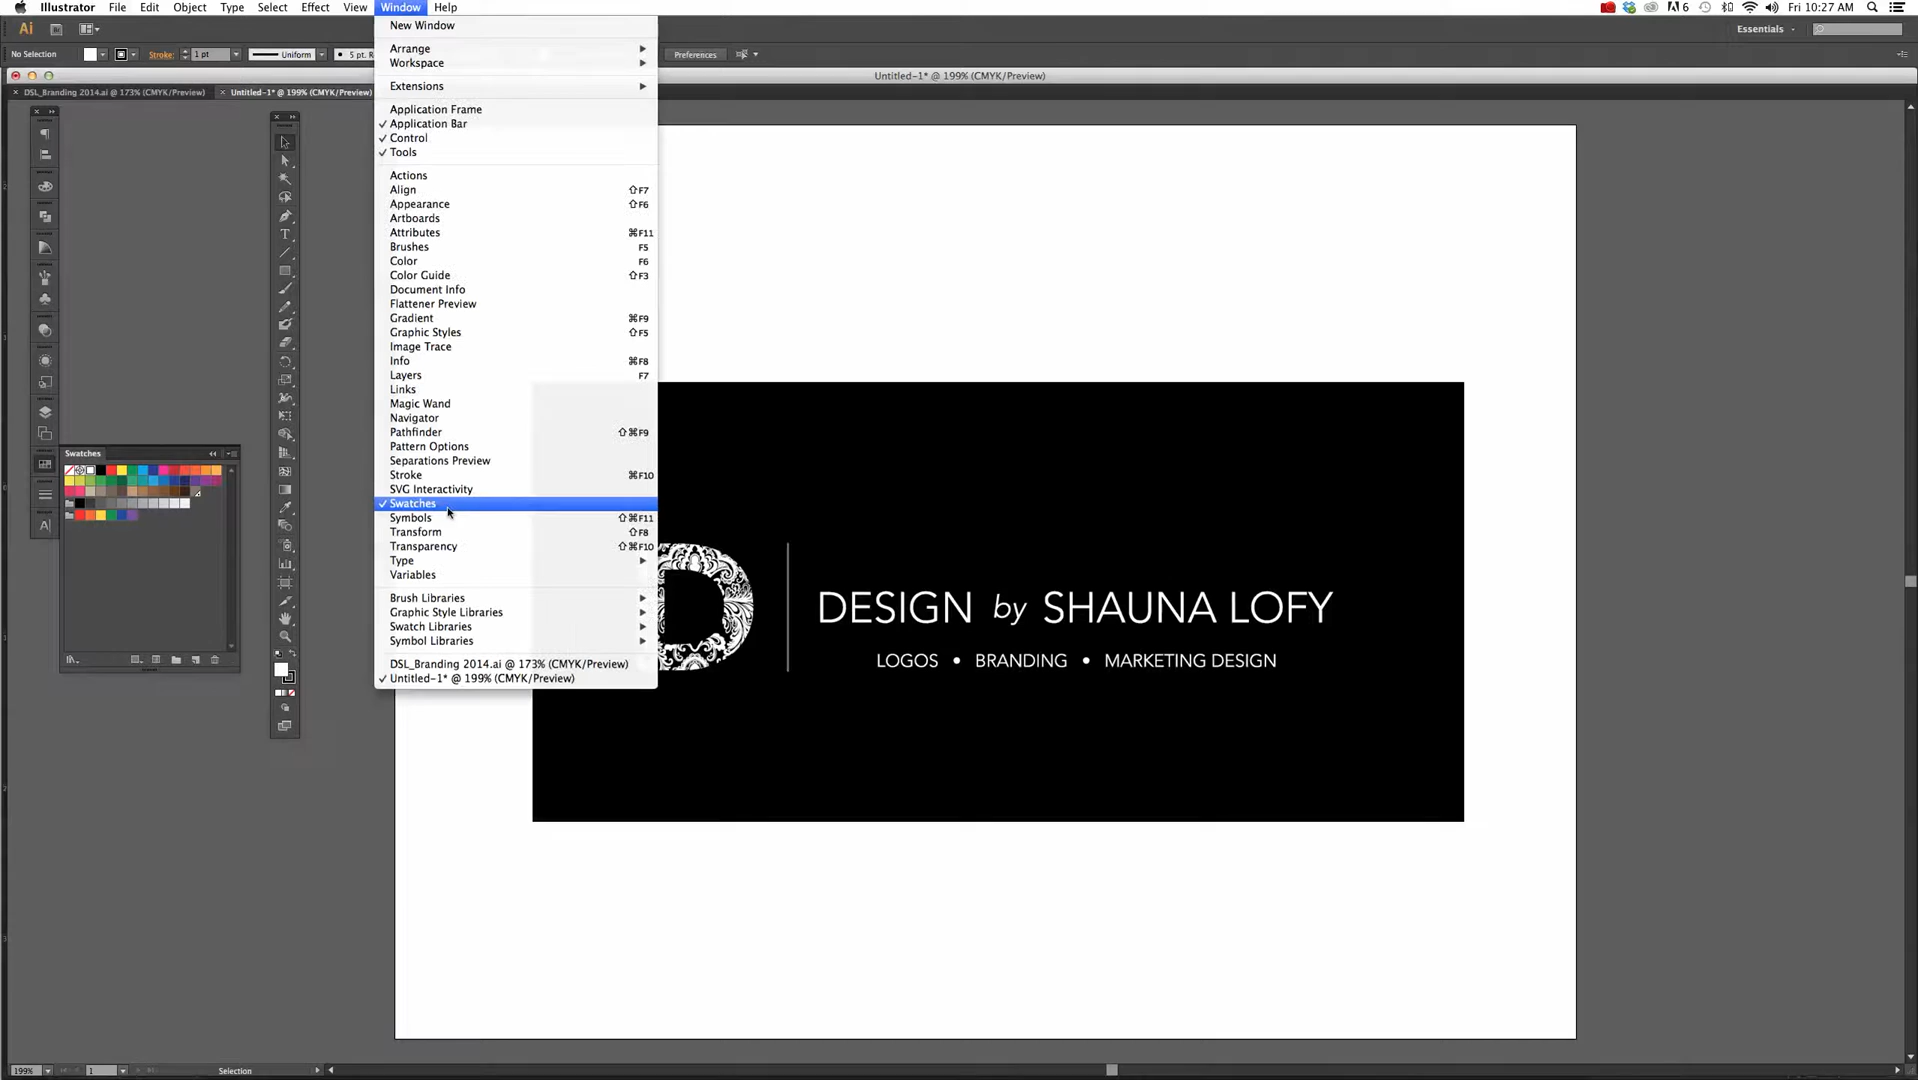 Illustrator File Edit Object Type Select Effect View Window Help
6 Fri 10:27 AM
Ai
Essentials
No Selection
Stroke: 1 pt
Uniform
Preferences
Untitled-1* @ 199% (CMYK/Preview)
DSL_Branding 2014.ai @ 173% (CMYK/Preview)
Untitled-1* @ 199% (CMYK/Preview)
New Window
Arrange
Workspace
Extensions
Application Frame
✓ Application Bar
✓ Control
✓ Tools
Actions
Align ⇧F7
Appearance ⇧F6
Artboards
Attributes ⌘F11
Brushes F5
Color F6
Color Guide ⇧F3
Document Info
Flattener Preview
Gradient ⌘F9
Graphic Styles ⇧F5
Image Trace
Info ⌘F8
Layers F7
Links
Magic Wand
Navigator
Pathfinder ⇧⌘F9
Pattern Options
Separations Preview
Stroke ⌘F10
SVG Interactivity
✓ Swatches
Symbols ⇧⌘F11
Transform ⇧F8
Transparency ⇧⌘F10
Type
Variables
Brush Libraries
Graphic Style Libraries
Swatch Libraries
Symbol Libraries
DSL_Branding 2014.ai @ 173% (CMYK/Preview)
✓ Untitled-1* @ 199% (CMYK/Preview)
Swatches
D
DESIGN by SHAUNA LOFY
LOGOS • BRANDING • MARKETING DESIGN
199% 1 Selection